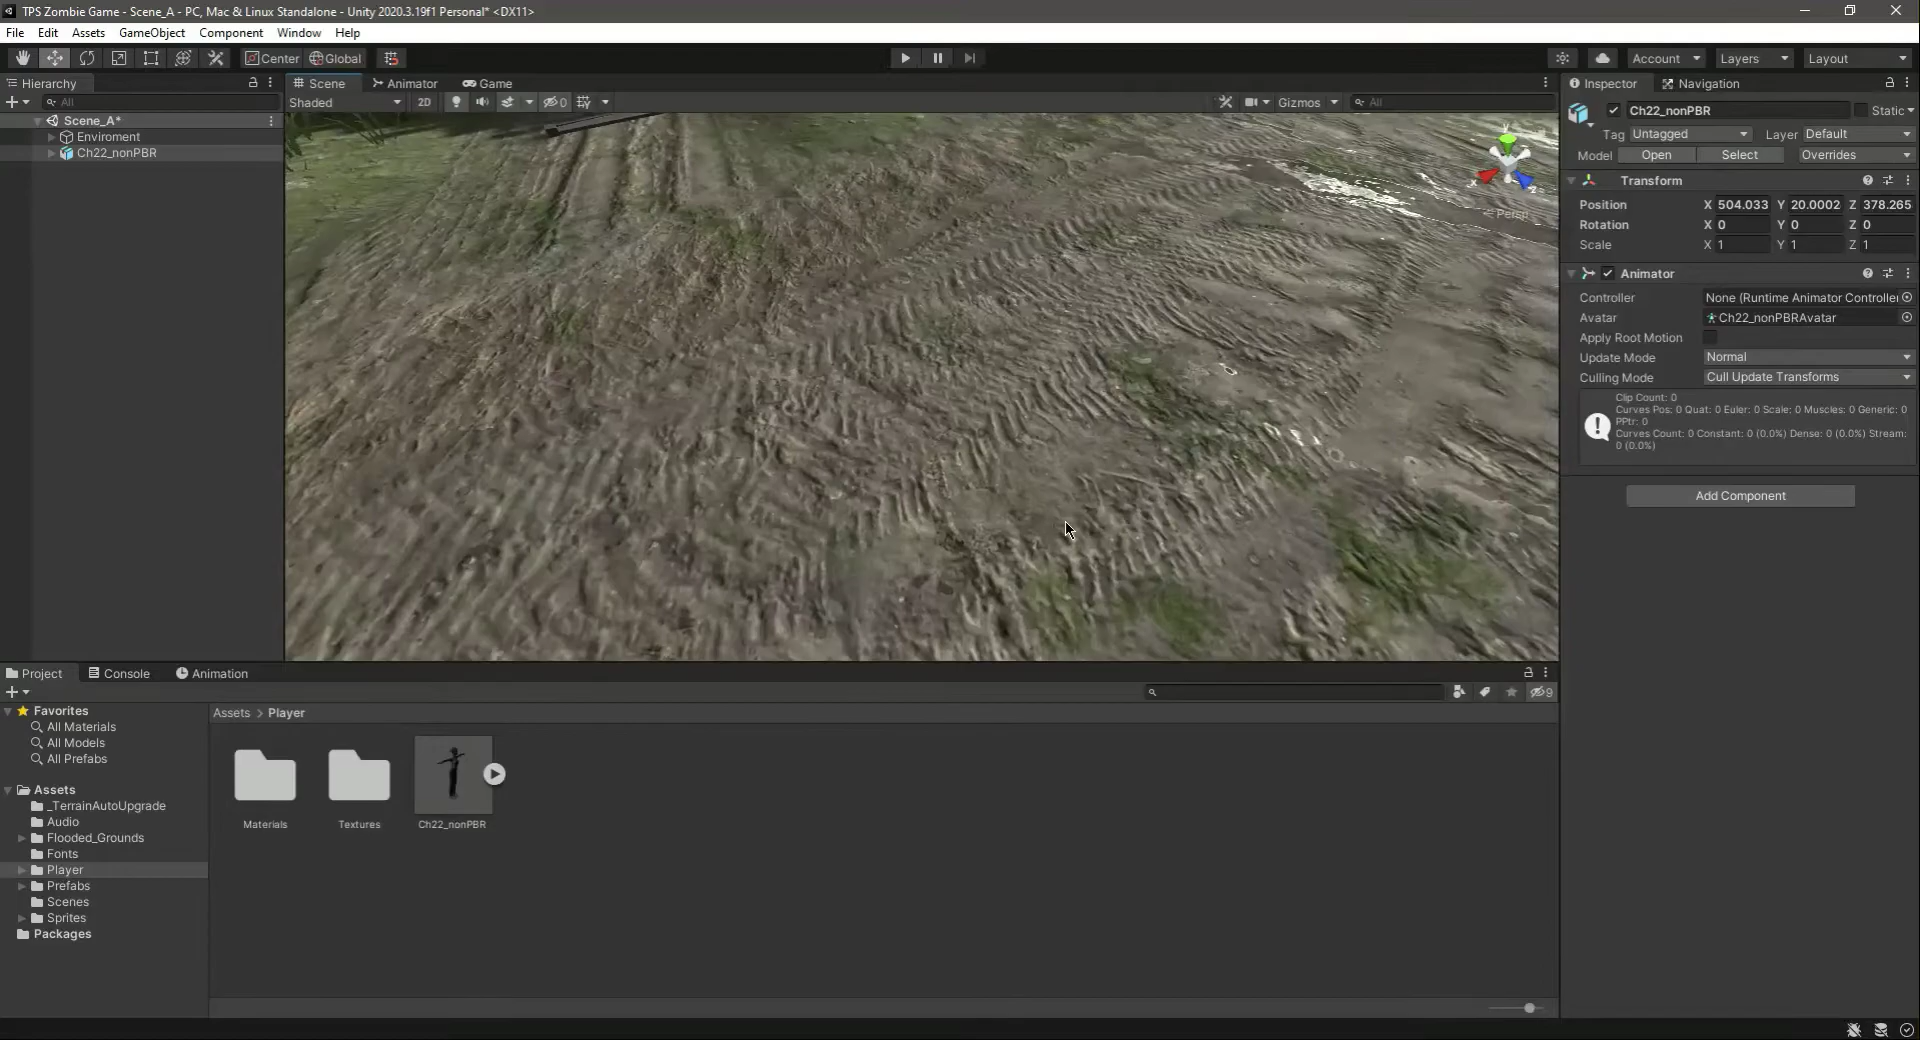 TPS Zombie Game - Scene_A - PC, Mac & Linux Standalone - Unity 2020.3.19f1 Personal* <DX11>
File Edit Assets GameObject Component Window Help
Center Global Account Layers Layout
Hierarchy
All
Scene_A*
Enviroment
Ch22_nonPBR
Scene Animator Game
Shaded 2D 0 Gizmos All
y
x
z
Persp
Inspector Navigation
Ch22_nonPBR Static
Tag Untagged Layer Default
Model Open Select Overrides
Transform
Position X 504.033 Y 20.0002 Z 378.265
Rotation X 0 Y 0 Z 0
Scale X 1 Y 1 Z 1
Animator
Controller None (Runtime Animator Controller
Avatar Ch22_nonPBRAvatar
Apply Root Motion
Update Mode Normal
Culling Mode Cull Update Transforms
Clip Count: 0
Curves Pos: 0 Quat: 0 Euler: 0 Scale: 0 Muscles: 0 Generic: 0
PPtr: 0
Curves Count: 0 Constant: 0 (0.0%) Dense: 0 (0.0%) Stream:
0 (0.0%)
Add Component
Project Console Animation
9
Favorites
All Materials
All Models
All Prefabs
Assets
_TerrainAutoUpgrade
Audio
Flooded_Grounds
Fonts
Player
Prefabs
Scenes
Sprites
Packages
Assets > Player
Materials Textures Ch22_nonPBR